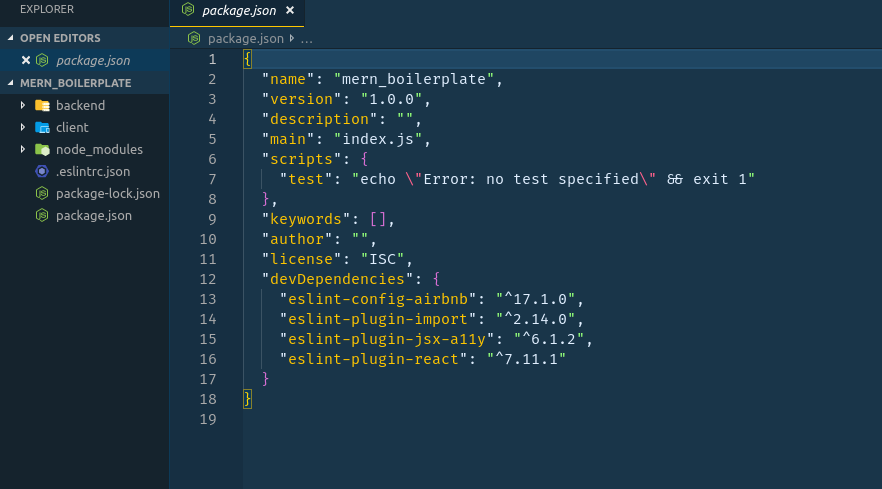 EXPLORER
OPEN EDITORS
package.json
MERN_BOILERPLATE
backend
client
node_modules
.eslintrc.json
package-lock.json
package.json
package.json
package.json ...
1 {
2 "name": "mern_boilerplate",
3 "version": "1.0.0",
4 "description": "",
5 "main": "index.js",
6 "scripts": {
7 "test": "echo \"Error: no test specified\" && exit 1"
8 },
9 "keywords": [],
10 "author": "",
11 "license": "ISC",
12 "devDependencies": {
13 "eslint-config-airbnb": "^17.1.0",
14 "eslint-plugin-import": "^2.14.0",
15 "eslint-plugin-jsx-a11y": "^6.1.2",
16 "eslint-plugin-react": "^7.11.1"
17 }
18 }
19